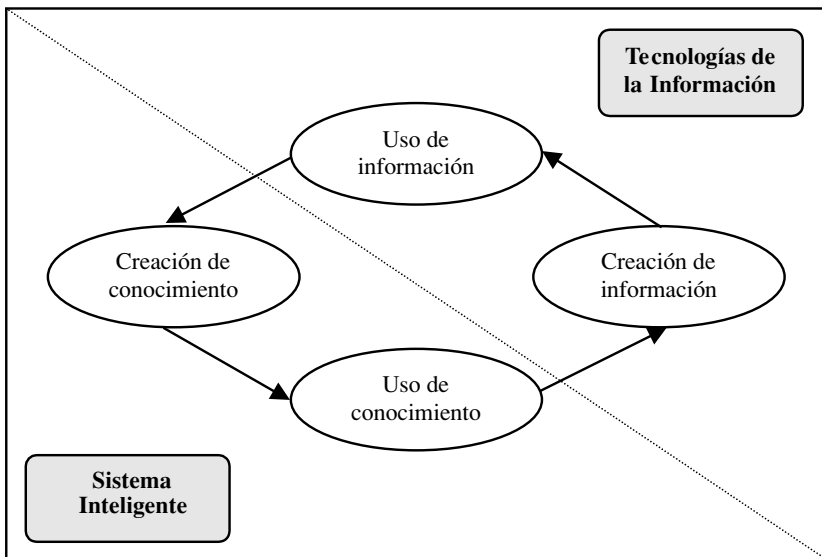 Tecnologías de
la Información
Uso de
información
Creación de
conocimiento
Creación de
información
Uso de
conocimiento
Sistema
Inteligente